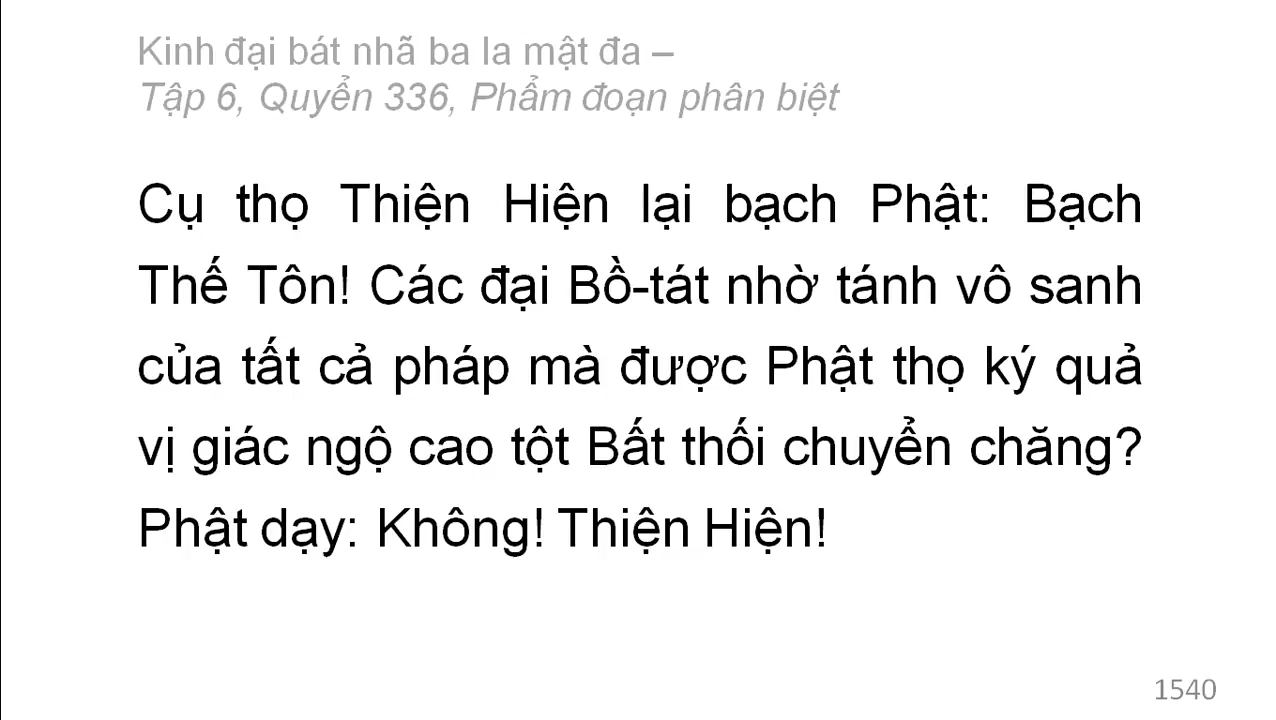 Kinh đại bát nhã ba la mật đa –
Tập 6, Quyển 336, Phẩm đoạn phân biệt
Cụ thọ Thiện Hiện lại bạch Phật: Bạch
Thế Tôn! Các đại Bồ-tát nhờ tánh vô sanh
của tất cả pháp mà được Phật thọ ký quả
vị giác ngộ cao tột Bất thối chuyển chăng?
Phật dạy: Không! Thiện Hiện!
1540